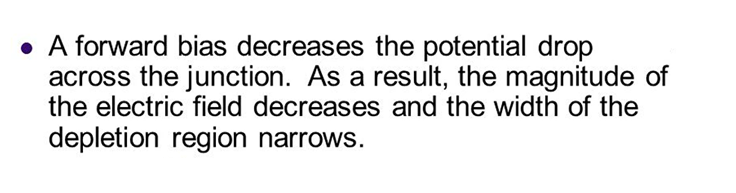 • A forward bias decreases the potential drop
across the junction. As a result, the magnitude of
the electric field decreases and the width of the
depletion region narrows.